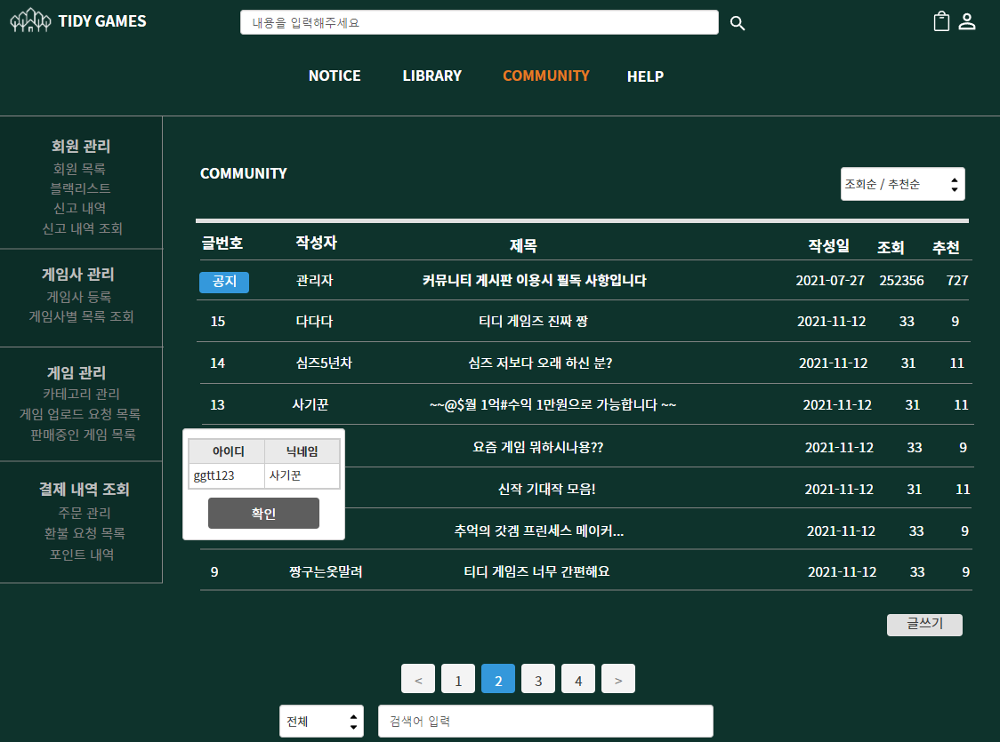 TIDY GAMES
내용을 입력해주세요
NOTICE LIBRARY COMMUNITY HELP
회원 관리
회원 목록
블랙리스트
신고 내역
신고 내역 조회
게임사 관리
게임사 등록
게임사별 목록 조회
게임 관리
카테고리 관리
게임 업로드 요청 목록
판매중인 게임 목록
결제 내역 조회
주문 관리
환불 요청 목록
포인트 내역
COMMUNITY
조회순 / 추천순
글번호 작성자 제목 작성일 조회 추천
공지 관리자 커뮤니티 게시판 이용시 필독 사항입니다 2021-07-27 252356 727
15 다다다 티디 게임즈 진짜 짱 2021-11-12 33 9
14 심즈5년차 심즈 저보다 오래 하신 분? 2021-11-12 31 11
13 사기꾼 ~~@$월 1억#수익 1만원으로 가능합니다 ~~ 2021-11-12 31 11
요즘 게임 뭐하시나용?? 2021-11-12 33 9
신작 기대작 모음! 2021-11-12 31 11
추억의 갓겜 프린세스 메이커... 2021-11-12 33 9
9 짱구는옷말려 티디 게임즈 너무 간편해요 2021-11-12 33 9
아이디 닉네임
ggtt123 사기꾼
확인
글쓰기
< 1 2 3 4 >
전체 검색어 입력